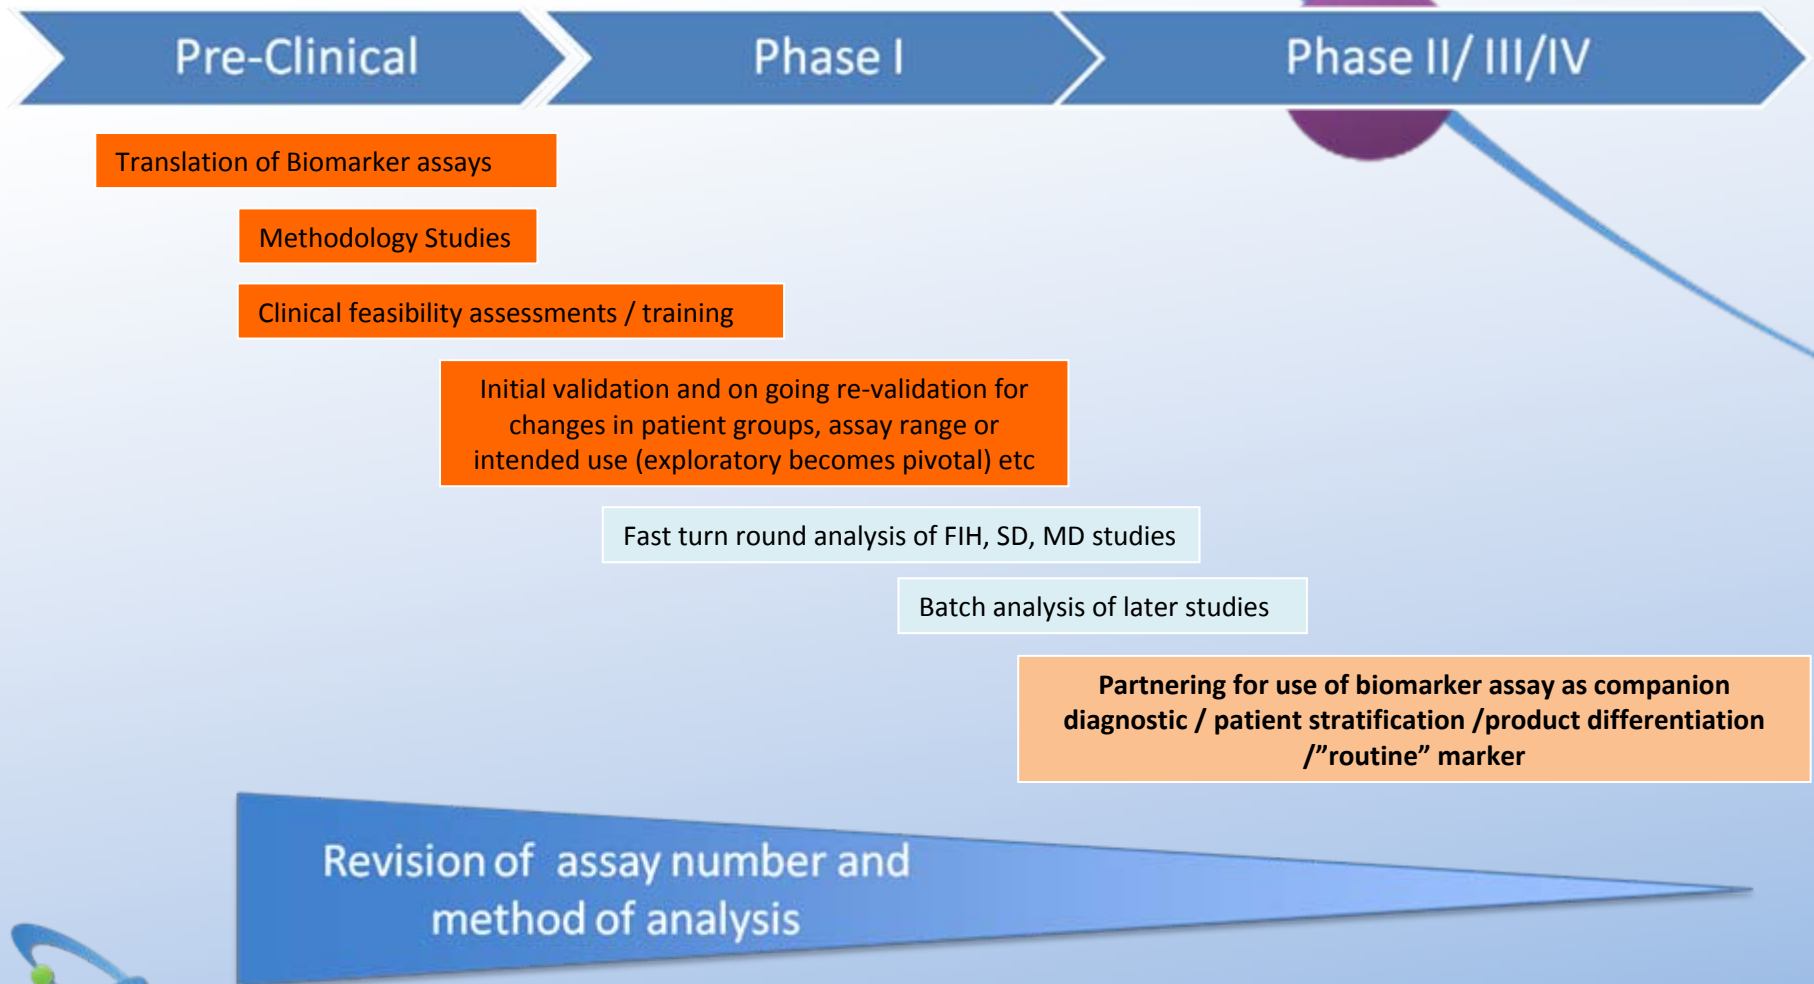 Pre-Clinical
Phase I
Phase II/ III/IV
Translation of Biomarker assays
Methodology Studies
Clinical feasibility assessments / training
Initial validation and on going re-validation for
changes in patient groups, assay range or
intended use (exploratory becomes pivotal) etc
Fast turn round analysis of FIH, SD, MD studies
Batch analysis of later studies
Partnering for use of biomarker assay as companion
diagnostic / patient stratification /product differentiation
/”routine” marker
Revision of  assay number and
method of analysis